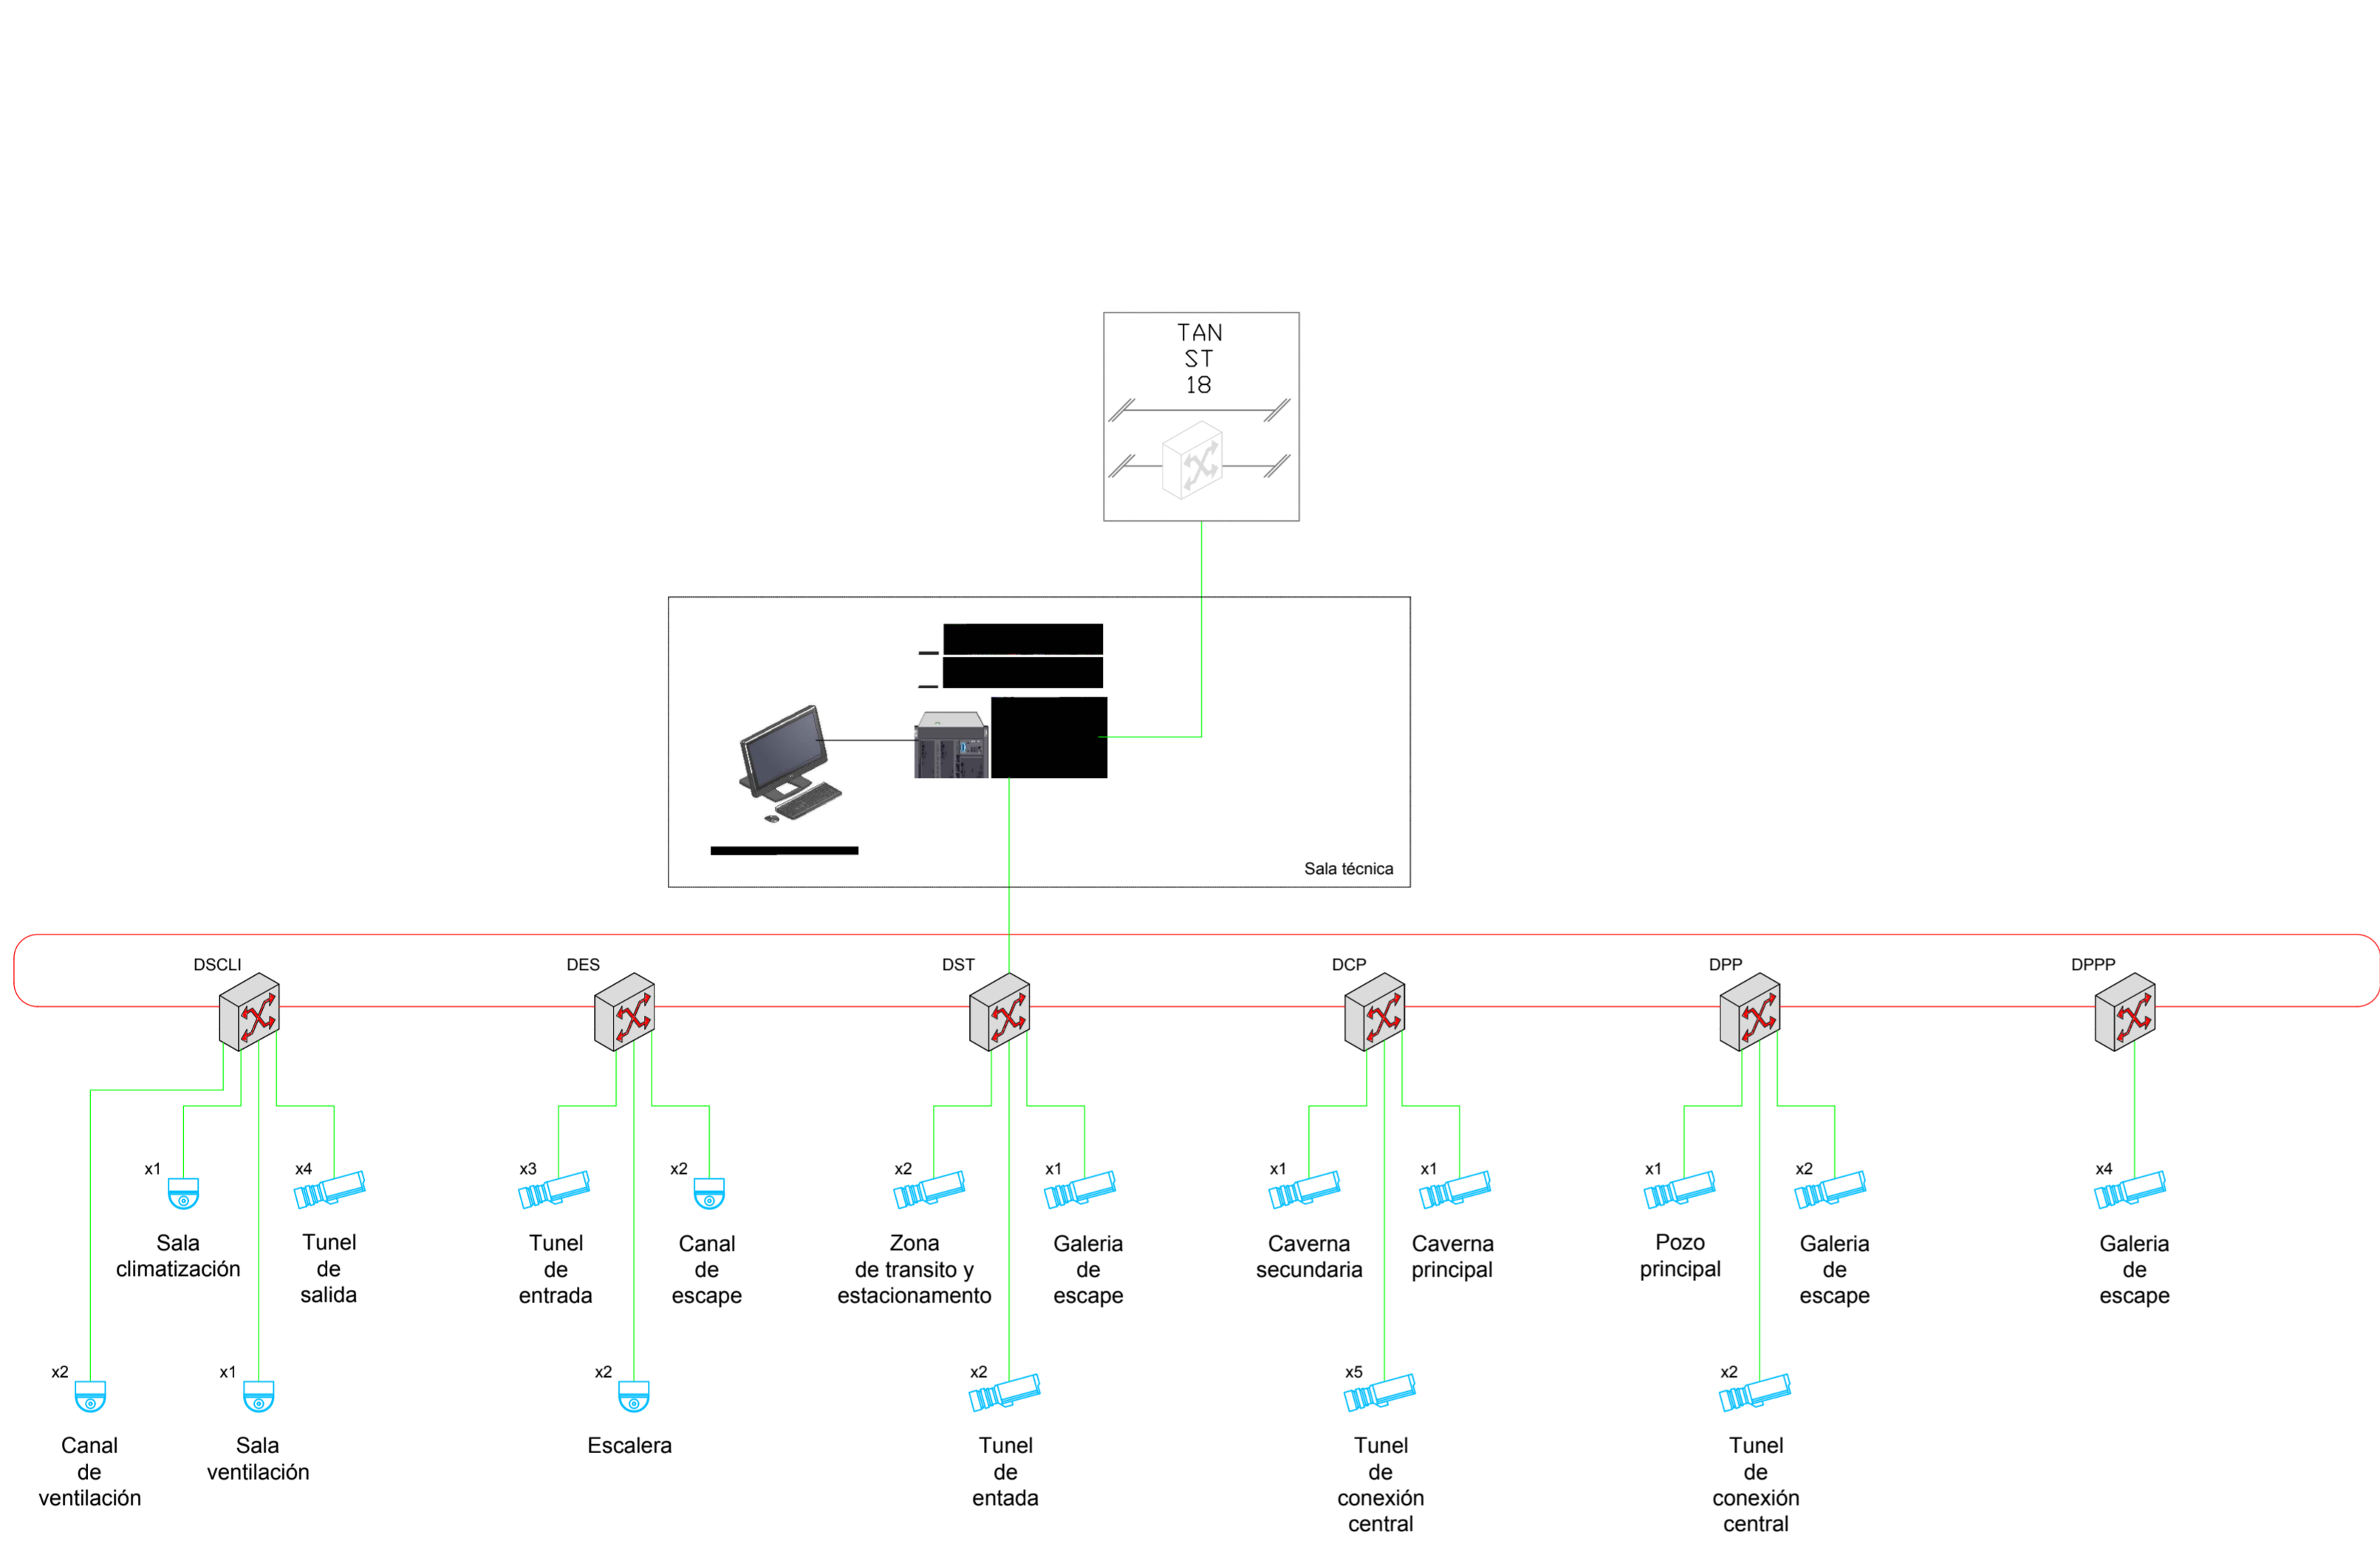 TAN
ST
18
Sala técnica
DSCLI
DES
DST
DCP
DPP
DPPP
x1
x4
x3
x2
x2
x1
x1
x1
x1
x2
x4
Sala
climatización
Tunel
de
salida
Tunel
de
entrada
Canal
de
escape
Zona
de transito y
estacionamento
Galeria
de
escape
Caverna
secundaria
Caverna
principal
Pozo
principal
Galeria
de
escape
Galeria
de
escape
x2
x1
x2
x2
x5
x2
Canal
de
ventilación
Sala
ventilación
Escalera
Tunel
de
entada
Tunel
de
conexión
central
Tunel
de
conexión
central